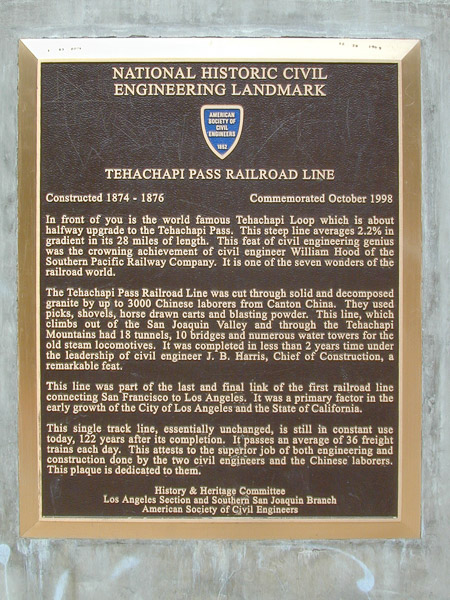 NATIONAL HISTORIC CIVIL
ENGINEERING LANDMARK
AMERICAN
SOCIETY OF
CIVIL
ENGINEERS
1852
TEHACHAPI PASS RAILROAD LINE
Constructed 1874 - 1876 Commemorated October 1998
In front of you is the world famous Tehachapi Loop which is about
halfway upgrade to the Tehachapi Pass. This steep line averages 2.2% in
gradient in its 28 miles of length. This feat of civil engineering genius
was the crowning achievement of civil engineer William Hood of the
Southern Pacific Railway Company. It is one of the seven wonders of the
railroad world.
The Tehachapi Pass Railroad Line was cut through solid and decomposed
granite by up to 3000 Chinese laborers from Canton China. They used
picks, shovels, horse drawn carts and blasting powder. This line, which
climbs out of the San Joaquin Valley and through the Tehachapi
Mountains had 18 tunnels, 10 bridges and numerous water towers for the
old steam locomotives. It was completed in less than 2 years time under
the leadership of civil engineer J. B. Harris, Chief of Construction, a
remarkable feat.
This line was part of the last and final link of the first railroad line
connecting San Francisco to Los Angeles. It was a primary factor in the
early growth of the City of Los Angeles and the State of California.
This single track line, essentially unchanged, is still in constant use
today, 122 years after its completion. It passes an average of 36 freight
trains each day. This attests to the superior job of both engineering and
construction done by the two civil engineers and the Chinese laborers.
This plaque is dedicated to them.
History & Heritage Committee
Los Angeles Section and Southern San Joaquin Branch
American Society of Civil Engineers